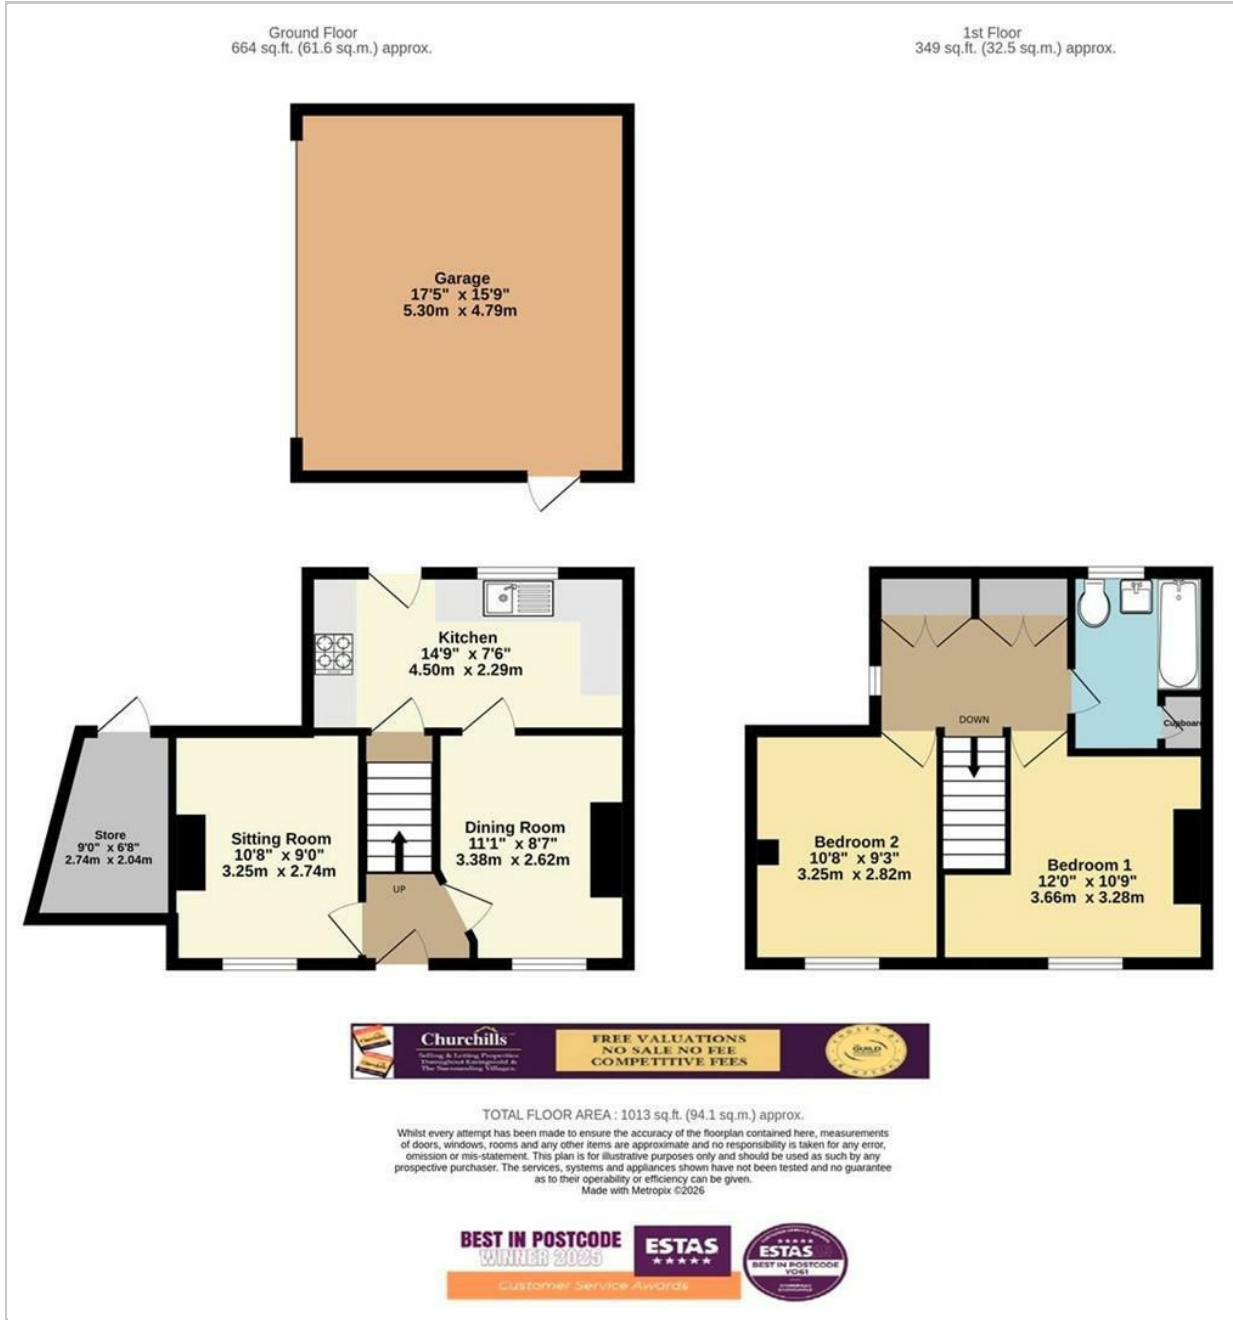 Ground Floor
664 sq.ft. (61.6 sq.m.) approx.
1st Floor
349 sq.ft. (32.5 sq.m.) approx.
Garage
17'5" x 15'9"
5.30m x 4.79m
Kitchen
14'9" x 7'6"
4.50m x 2.29m
Store
9'0" x 6'8"
2.74m x 2.04m
Sitting Room
10'8" x 9'0"
3.25m x 2.74m
UP
Dining Room
11'1" x 8'7"
3.38m x 2.62m
DOWN
Cupboard
Bedroom 2
10'8" x 9'3"
3.25m x 2.82m
Bedroom 1
12'0" x 10'9"
3.66m x 3.28m
Churchills
Selling & Letting Properties
Throughout Easingwold &
The Surrounding Villages.
FREE VALUATIONS
NO SALE NO FEE
COMPETITIVE FEES
GUILD
TOTAL FLOOR AREA : 1013 sq.ft. (94.1 sq.m.) approx.
Whilst every attempt has been made to ensure the accuracy of the floorplan contained here, measurements
of doors, windows, rooms and any other items are approximate and no responsibility is taken for any error,
omission or mis-statement. This plan is for illustrative purposes only and should be used as such by any
prospective purchaser. The services, systems and appliances shown have not been tested and no guarantee
as to their operability or efficiency can be given.
Made with Metropix ©2026
BEST IN POSTCODE
WINNER 2025
Customer Service Awards
ESTAS
ESTAS
BEST IN POSTCODE
YO61